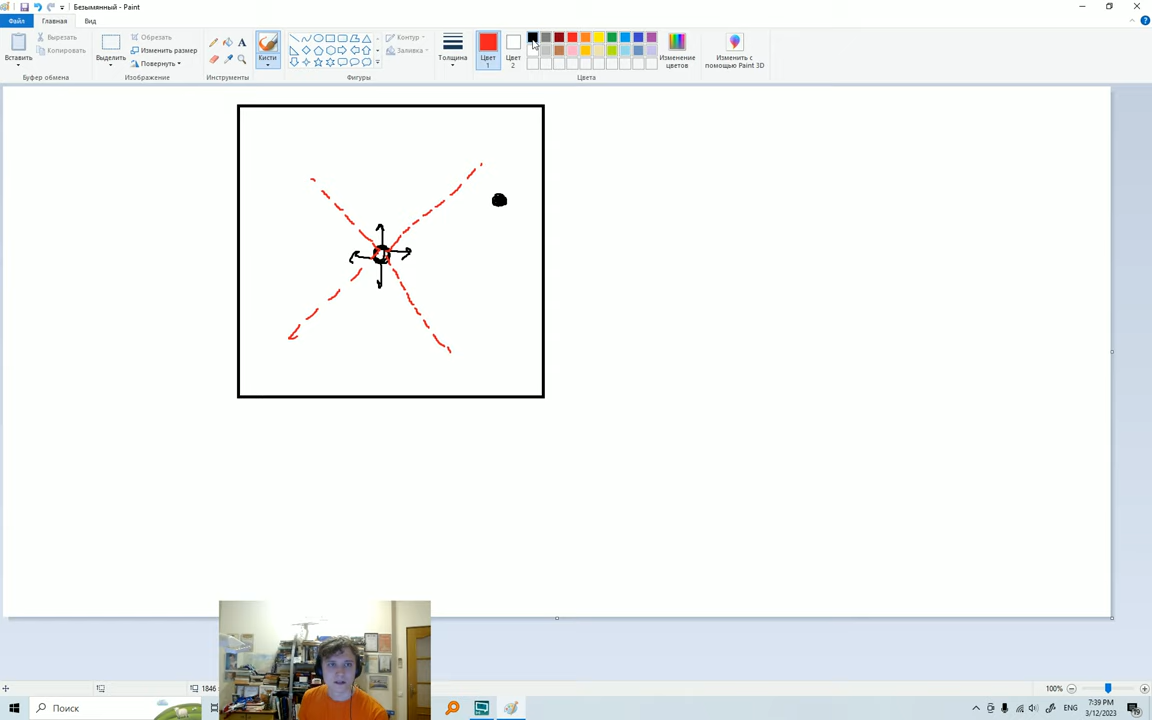 Безымянный - Paint
Файл
Главная
Вид
Вставить
Вырезать
Копировать
Буфер обмена
Выделить
Обрезать
Изменить размер
Повернуть
Изображение
A
Инструменты
Кисти
Контур
Заливка
Фигуры
Толщина
Цвет 1
Цвет 2
Изменение цветов
Цвета
Изменить с помощью Paint 3D
1846
100%
Поиск
ENG
7:39 PM
3/12/2023